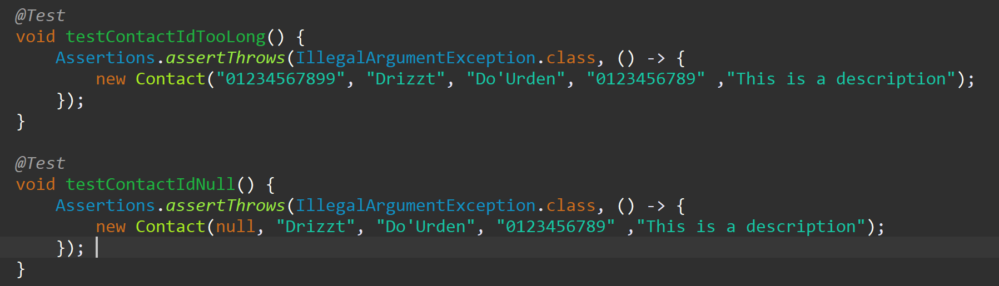 @Test
void testContactIdTooLong() {
    Assertions.assertThrows(IllegalArgumentException.class, () -> {
        new Contact("01234567899", "Drizzt", "Do'Urden", "0123456789" ,"This is a description");
    });
}

@Test
void testContactIdNull() {
    Assertions.assertThrows(IllegalArgumentException.class, () -> {
        new Contact(null, "Drizzt", "Do'Urden", "0123456789" ,"This is a description");
    });
}